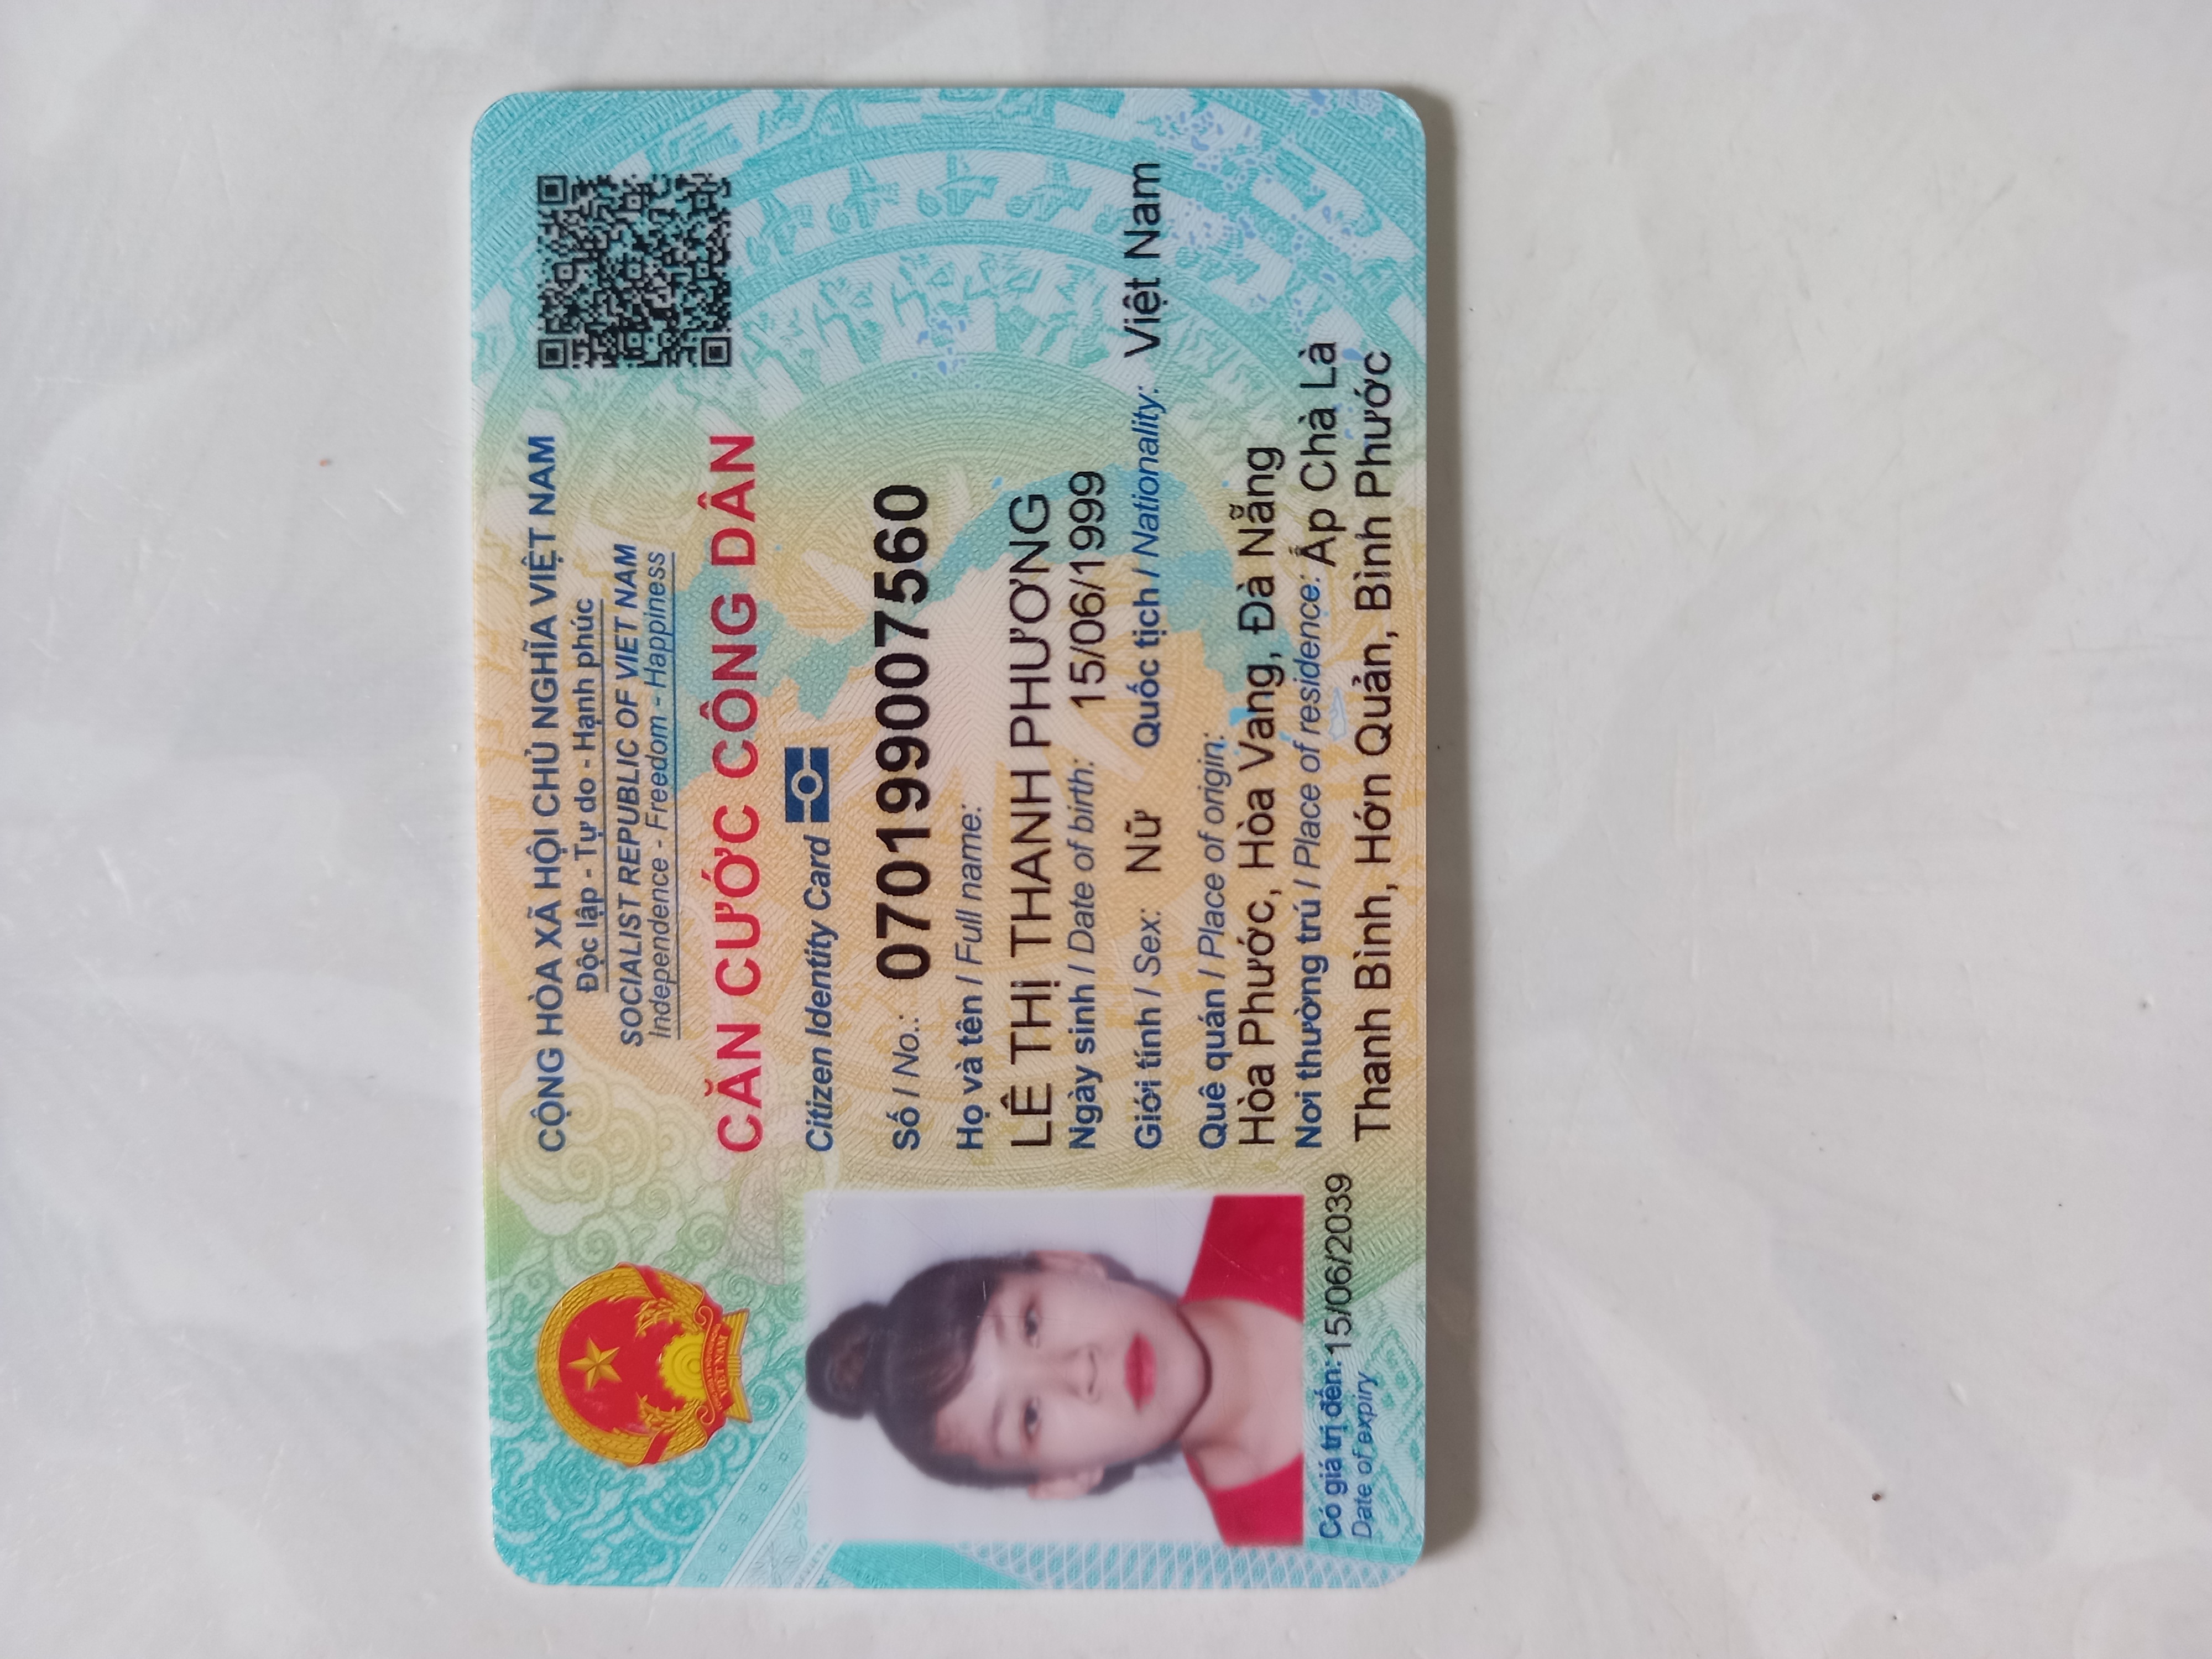 CỘNG HÒA XÃ HỘI CHỦ NGHĨA VIỆT NAM
Độc lập - Tự do - Hạnh phúc
SOCIALIST REPUBLIC OF VIET NAM
Independence - Freedom - Happiness
CĂN CƯỚC CÔNG DÂN
Citizen Identity Card
Số / No.: 070199007560
Họ và tên / Full name:
LÊ THỊ THANH PHƯƠNG
Ngày sinh / Date of birth: 15/06/1999
Giới tính / Sex: Nữ Quốc tịch / Nationality: Việt Nam
Quê quán / Place of origin:
Hòa Phước, Hòa Vang, Đà Nẵng
Nơi thường trú / Place of residence: Ấp Chà Là
Thanh Bình, Hớn Quản, Bình Phước
Có giá trị đến: 15/06/2039
Date of expiry
VIỆT NAM